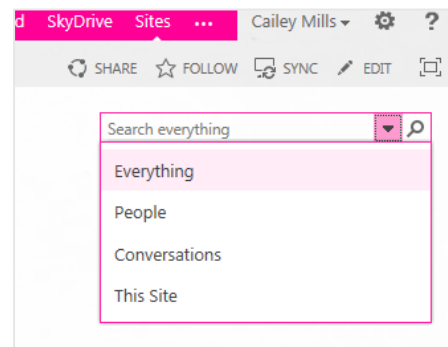 d SkyDrive Sites ... Cailey Mills ?
SHARE FOLLOW SYNC EDIT
Search everything
Everything
People
Conversations
This Site